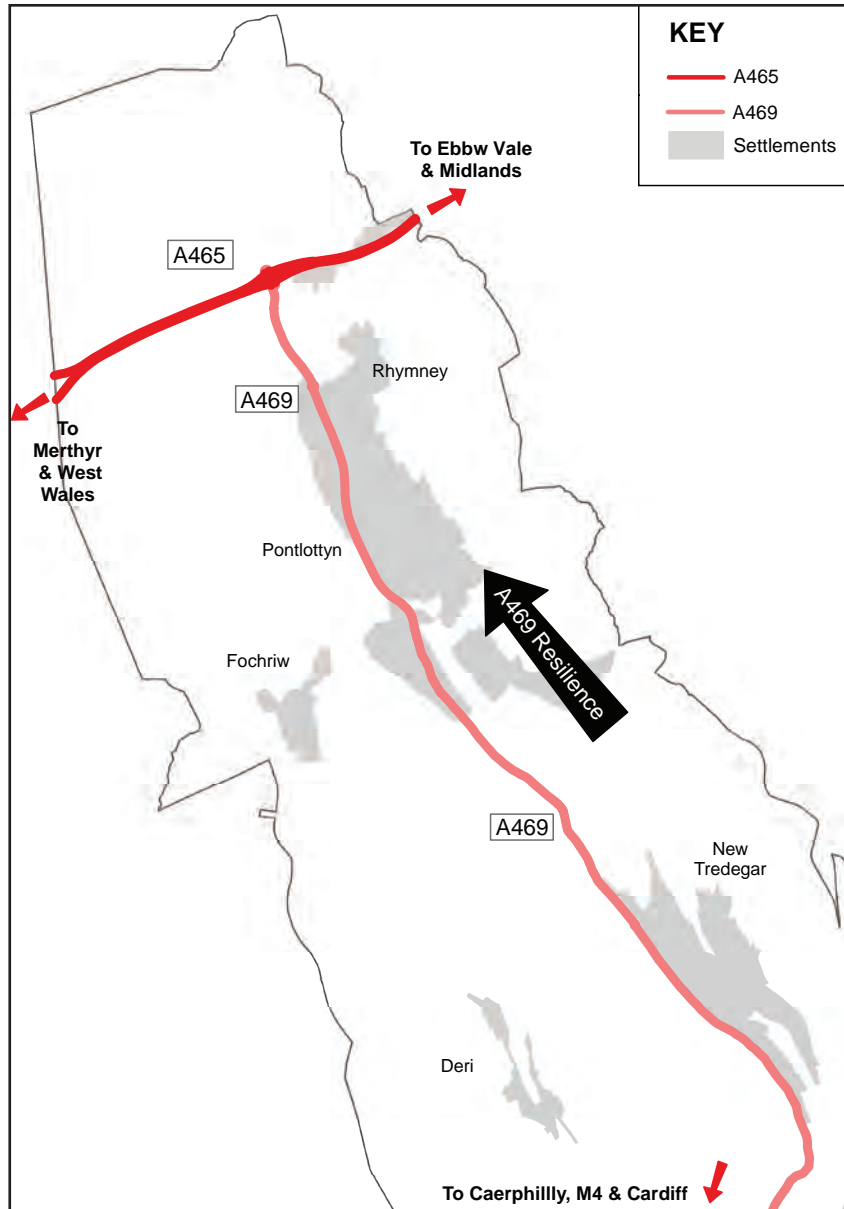 KEY
A465
A469
Settlements
To Ebbw Vale
& Midlands
A465
Rhymney
A469
To
Merthyr
& West
Wales
Pontlottyn
A469 Resilience
Fochriw
A469
New
Tredegar
Deri
To Caerphillly, M4 & Cardiff